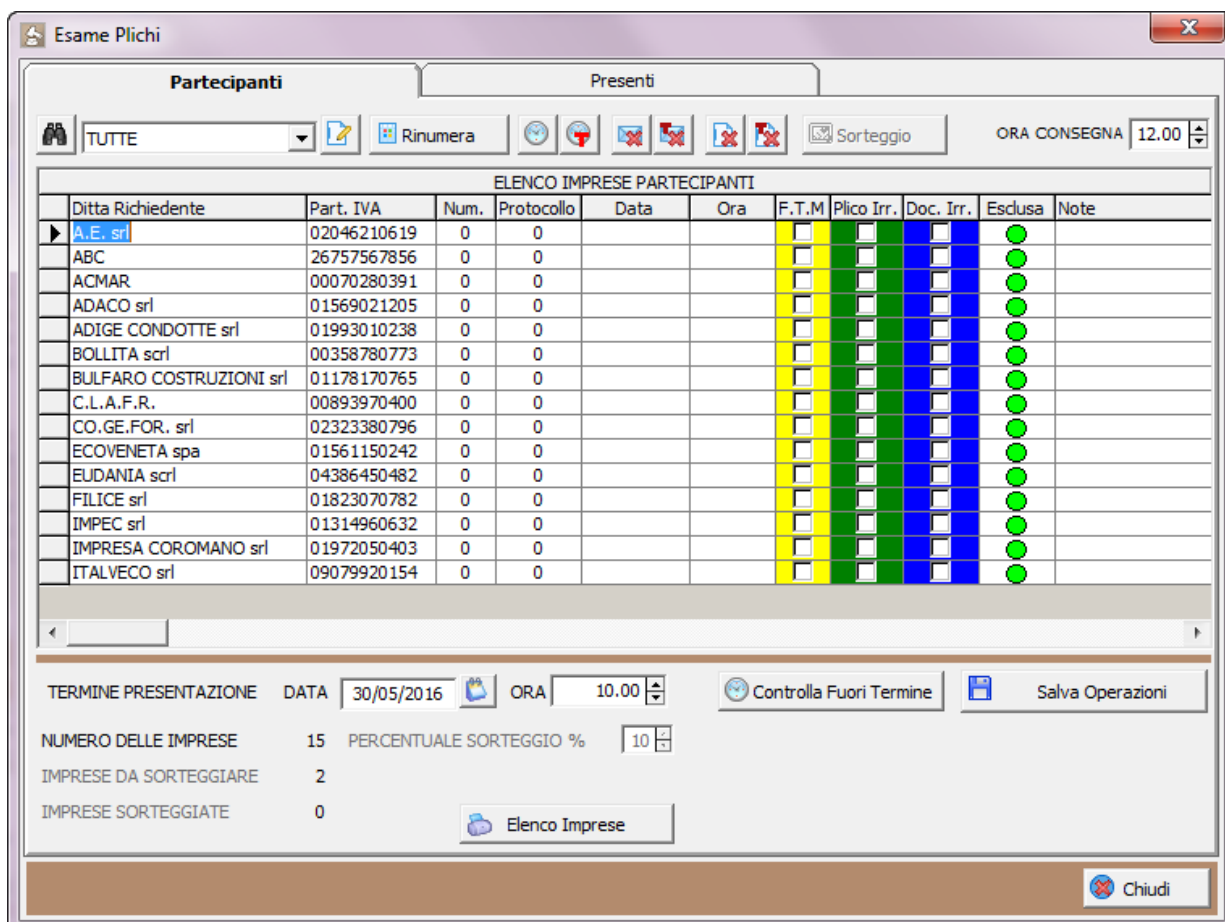 Esame Plichi
Partecipanti Presenti
TUTTE Rinumera Sorteggio ORA CONSEGNA 12.00
ELENCO IMPRESE PARTECIPANTI
Ditta Richiedente Part. IVA Num. Protocollo Data Ora F.T.M Plico Irr. Doc. Irr. Esclusa Note
A.E. srl 02046210619 0 0
ABC 26757567856 0 0
ACMAR 00070280391 0 0
ADACO srl 01569021205 0 0
ADIGE CONDOTTE srl 01993010238 0 0
BOLLITA scrl 00358780773 0 0
BULFARO COSTRUZIONI srl 01178170765 0 0
C.L.A.F.R. 00893970400 0 0
CO.GE.FOR. srl 02323380796 0 0
ECOVENETA spa 01561150242 0 0
EUDANIA scrl 04386450482 0 0
FILICE srl 01823070782 0 0
IMPEC srl 01314960632 0 0
IMPRESA COROMANO srl 01972050403 0 0
ITALVECO srl 09079920154 0 0
TERMINE PRESENTAZIONE DATA 30/05/2016 ORA 10.00 Controlla Fuori Termine Salva Operazioni
NUMERO DELLE IMPRESE 15 PERCENTUALE SORTEGGIO % 10
IMPRESE DA SORTEGGIARE 2
IMPRESE SORTEGGIATE 0
Elenco Imprese
Chiudi